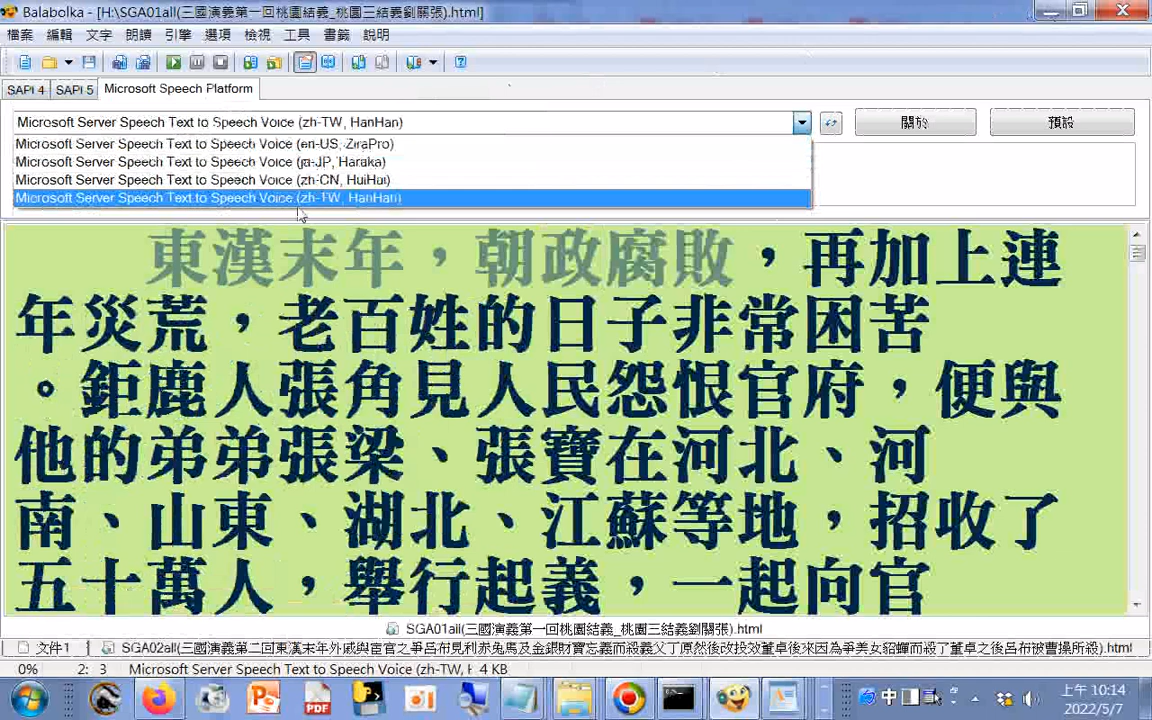 Balabolka - [H:\SGA01all(三國演義第一回桃園結義_桃園三結義劉關張).html]
檔案 編輯 文字 朗讀 引擎 選項 檢視 工具 書籤 說明
SAPI 4 SAPI 5 Microsoft Speech Platform
Microsoft Server Speech Text to Speech Voice (zh-TW, HanHan) 關於 預設
Microsoft Server Speech Text to Speech Voice (en-US, ZiraPro)
Microsoft Server Speech Text to Speech Voice (ja-JP, Haruka)
Microsoft Server Speech Text to Speech Voice (zh-CN, HuiHui)
Microsoft Server Speech Text to Speech Voice (zh-TW, HanHan)
東漢末年，朝政腐敗，再加上連
年災荒，老百姓的日子非常困苦
。鉅鹿人張角見人民怨恨官府，便與
他的弟弟張梁、張寶在河北、河
南、山東、湖北、江蘇等地，招收了
五十萬人，舉行起義，一起向官
SGA01all(三國演義第一回桃園結義_桃園三結義劉關張).html
文件1 SGA02all(三國演義第二回東漢末年外戚與宦官之爭呂布見利赤兔馬及金銀財寶忘義而殺義父丁原然後改投效董卓後來因為爭美女貂蟬而殺了董卓之後呂布被曹操所殺).html
0% 2: 3 Microsoft Server Speech Text to Speech Voice (zh-TW, H 4 KB
PDF 中 上午 10:14
2022/5/7